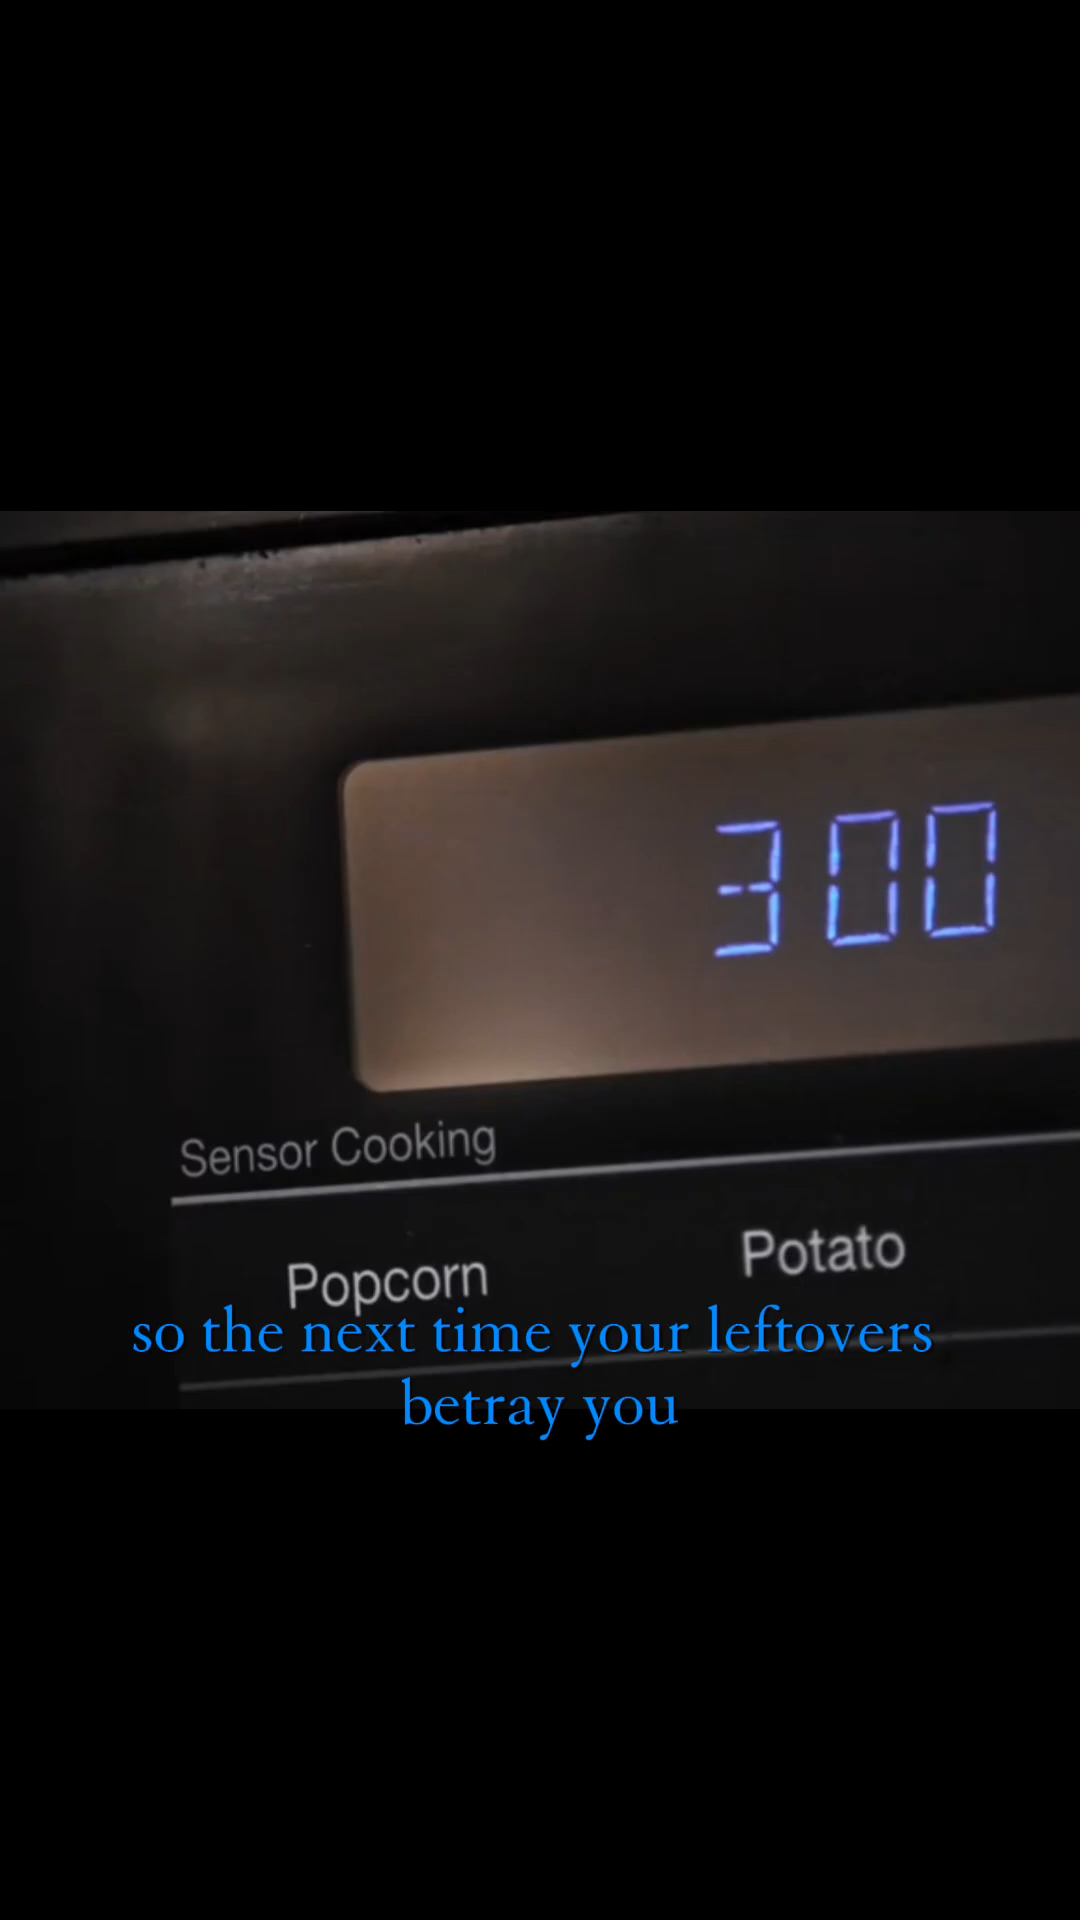 300
Sensor Cooking
Popcorn Potato
so the next time your leftovers
betray you